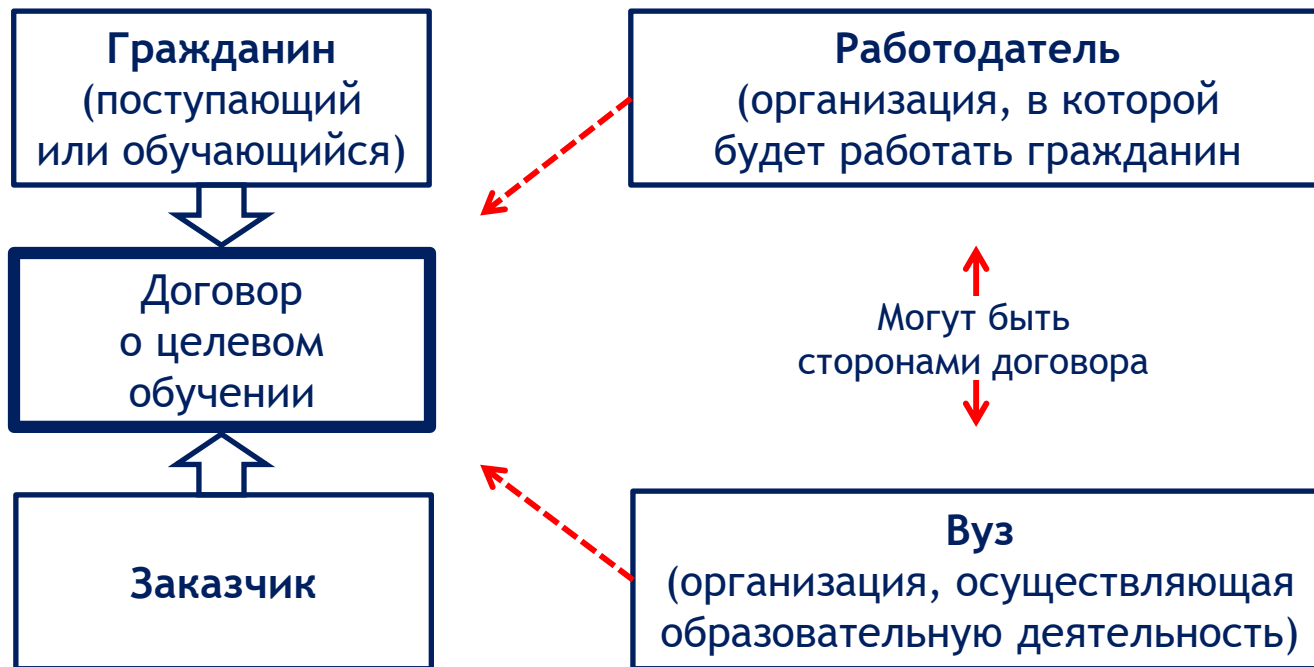 Гражданин
(поступающий
или обучающийся)
Работодатель
(организация, в которой
будет работать гражданин
Договор
о целевом
обучении
Могут быть
сторонами договора
Заказчик
Вуз
(организация, осуществляющая
образовательную деятельность)